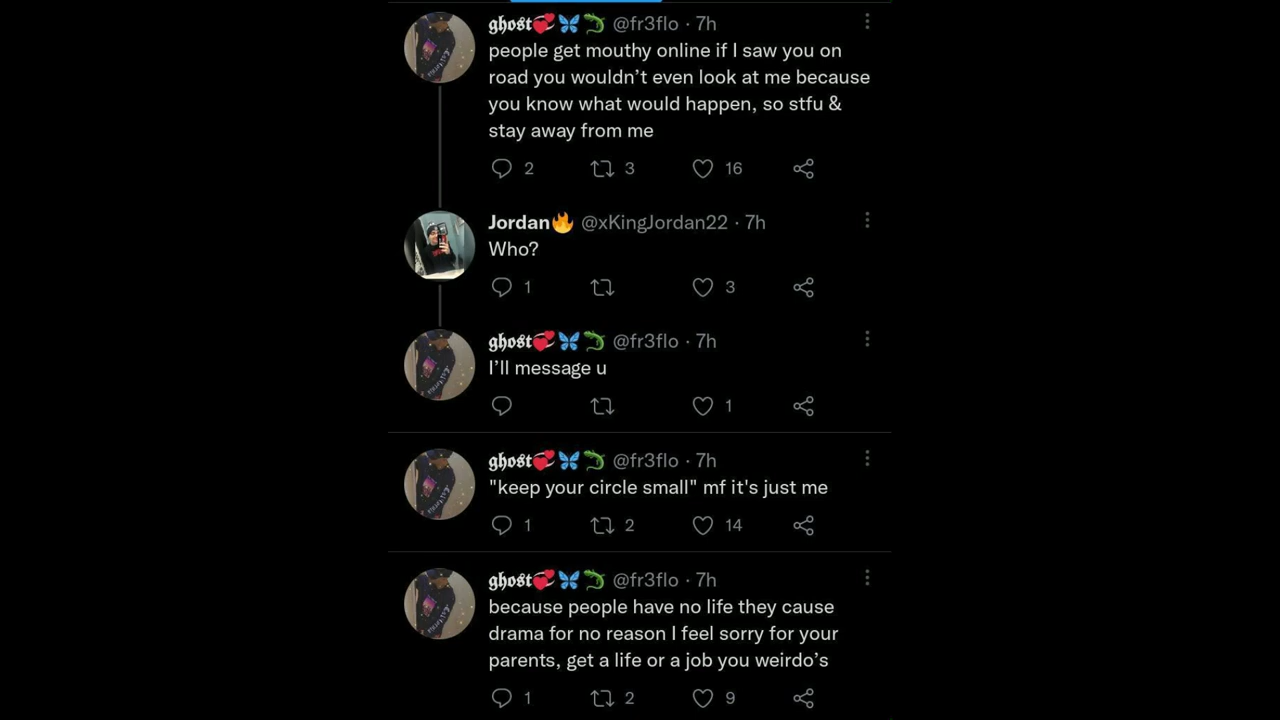 ghost💞🦋🦎 @fr3flo · 7h
people get mouthy online if I saw you on
road you wouldn’t even look at me because
you know what would happen, so stfu &
stay away from me
2 3 16
Jordan🔥 @xKingJordan22 · 7h
Who?
1 3
ghost💞🦋🦎 @fr3flo · 7h
I’ll message u
1
ghost💞🦋🦎 @fr3flo · 7h
"keep your circle small" mf it's just me
1 2 14
ghost💞🦋🦎 @fr3flo · 7h
because people have no life they cause
drama for no reason I feel sorry for your
parents, get a life or a job you weirdo’s
1 2 9